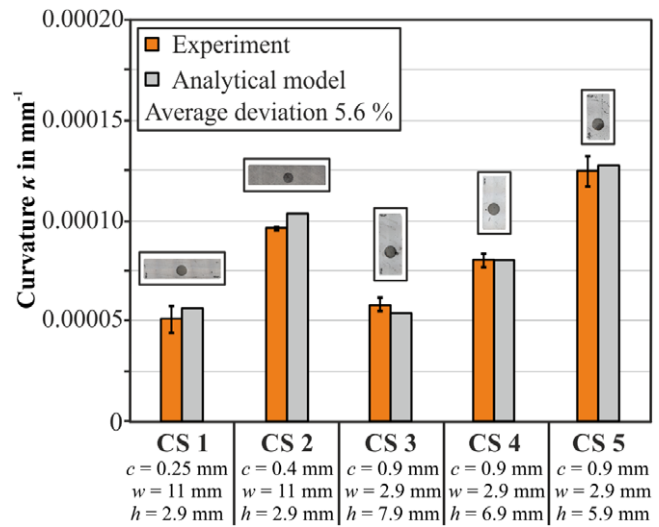 0.00020
0.00015
0.00010
0.00005
0
Curvature κ in mm⁻¹
Experiment
Analytical model
Average deviation 5.6 %
CS 1
c = 0.25 mm
w = 11 mm
h = 2.9 mm
CS 2
c = 0.4 mm
w = 11 mm
h = 2.9 mm
CS 3
c = 0.9 mm
w = 2.9 mm
h = 7.9 mm
CS 4
c = 0.9 mm
w = 2.9 mm
h = 6.9 mm
CS 5
c = 0.9 mm
w = 2.9 mm
h = 5.9 mm